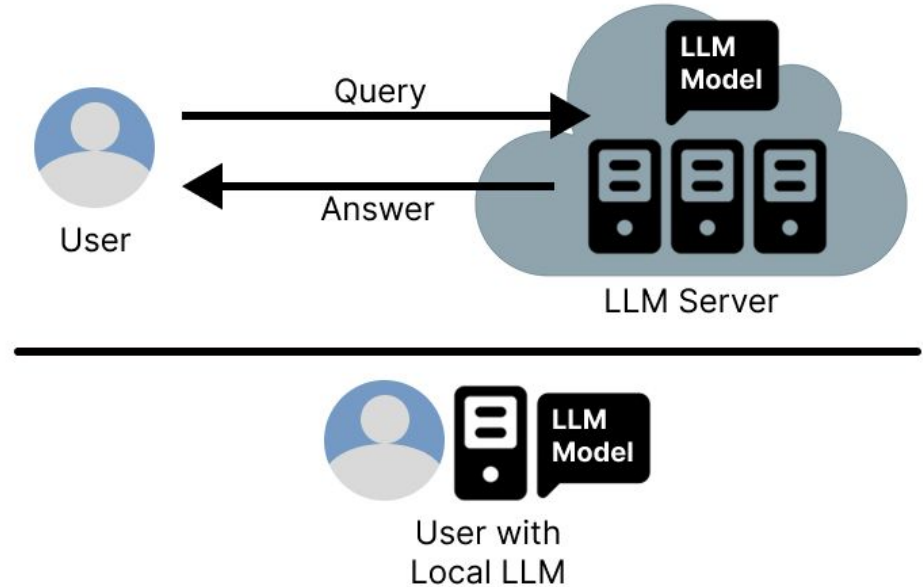 LLM
Model
Query
Answer
User
LLM Server
LLM
Model
User with
Local LLM